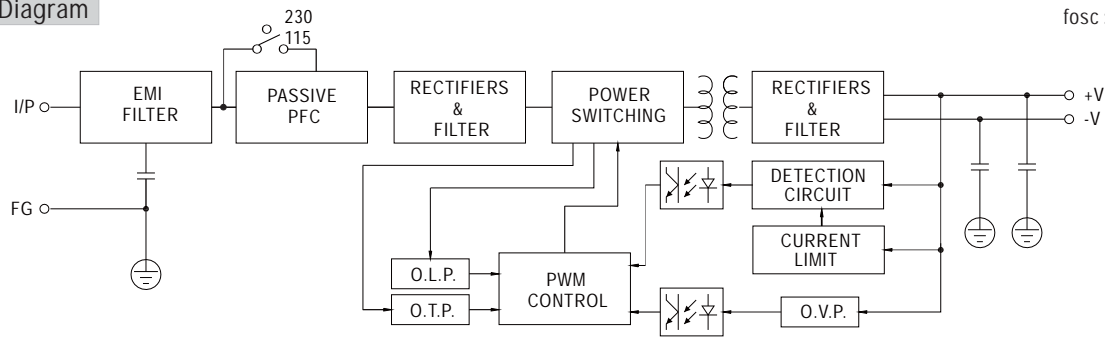 Diagram
fosc :
230
115
I/P
EMI
FILTER
PASSIVE
PFC
RECTIFIERS
&
FILTER
POWER
SWITCHING
RECTIFIERS
&
FILTER
+V
-V
FG
DETECTION
CIRCUIT
CURRENT
LIMIT
O.L.P.
O.T.P.
PWM
CONTROL
O.V.P.